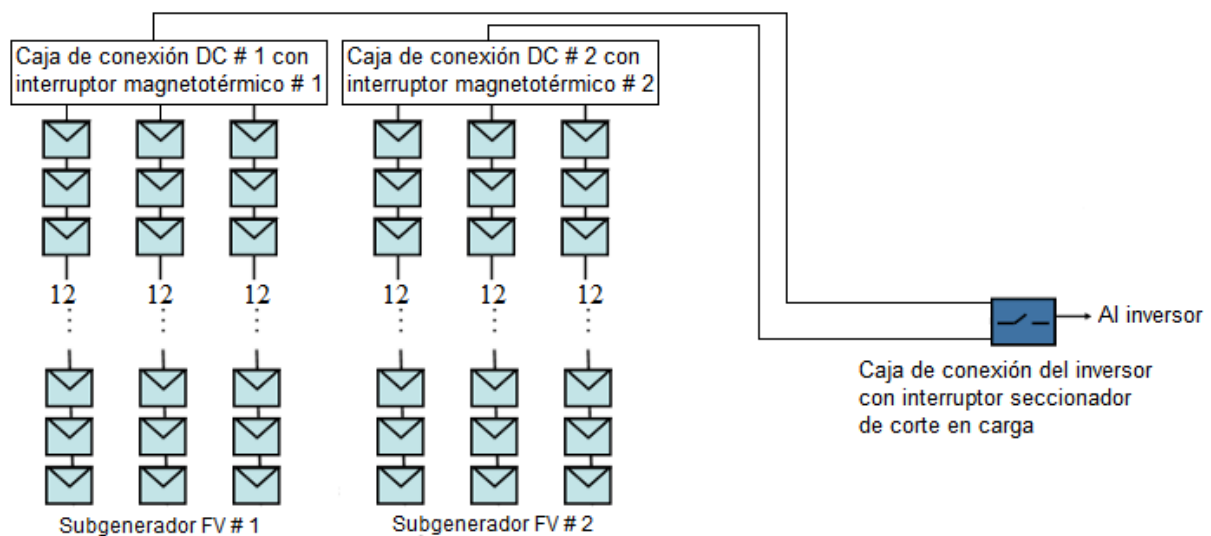 Caja de conexión DC # 1 con
interruptor magnetotérmico # 1
Caja de conexión DC # 2 con
interruptor magnetotérmico # 2
12 12 12 12 12 12
Al inversor
Caja de conexión del inversor
con interruptor seccionador
de corte en carga
Subgenerador FV # 1
Subgenerador FV # 2